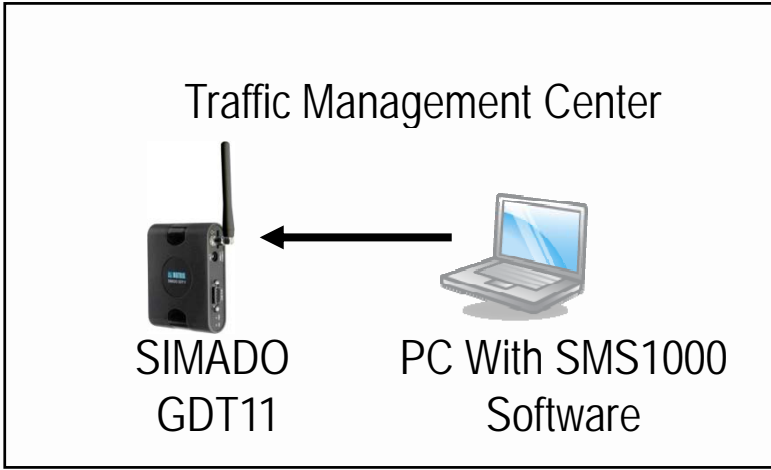 Traffic Management Center
SIMADO
GDT11
PC With SMS1000
Software